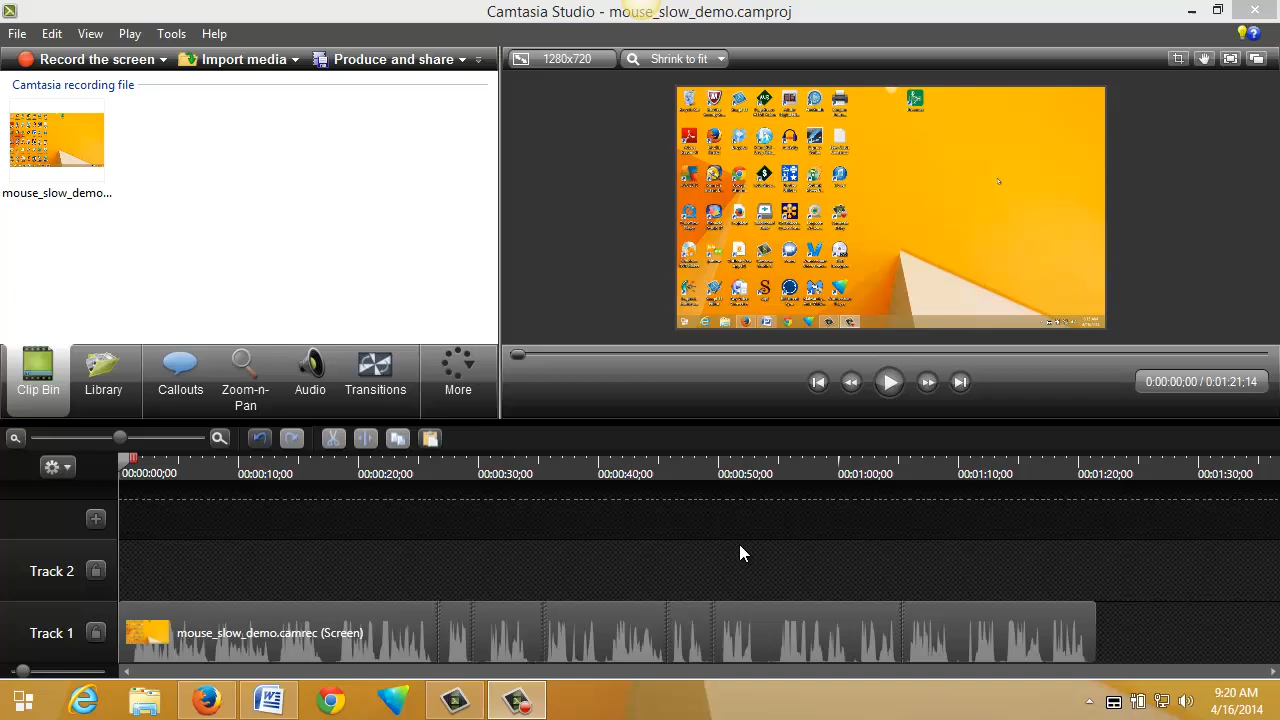 Camtasia Studio - mouse_slow_demo.camproj
File Edit View Play Tools Help
Record the screen Import media Produce and share
1280x720 Shrink to fit
Camtasia recording file
mouse_slow_demo...
Clip Bin Library Callouts Zoom-n-Pan Audio Transitions More
0:00:00;00 / 0:01:21;14
00:00:00;00 00:00:10;00 00:00:20;00 00:00:30;00 00:00:40;00 00:00:50;00 00:01:00;00 00:01:10;00 00:01:20;00 00:01:30;00
Track 2
Track 1 mouse_slow_demo.camrec (Screen)
9:20 AM
4/16/2014